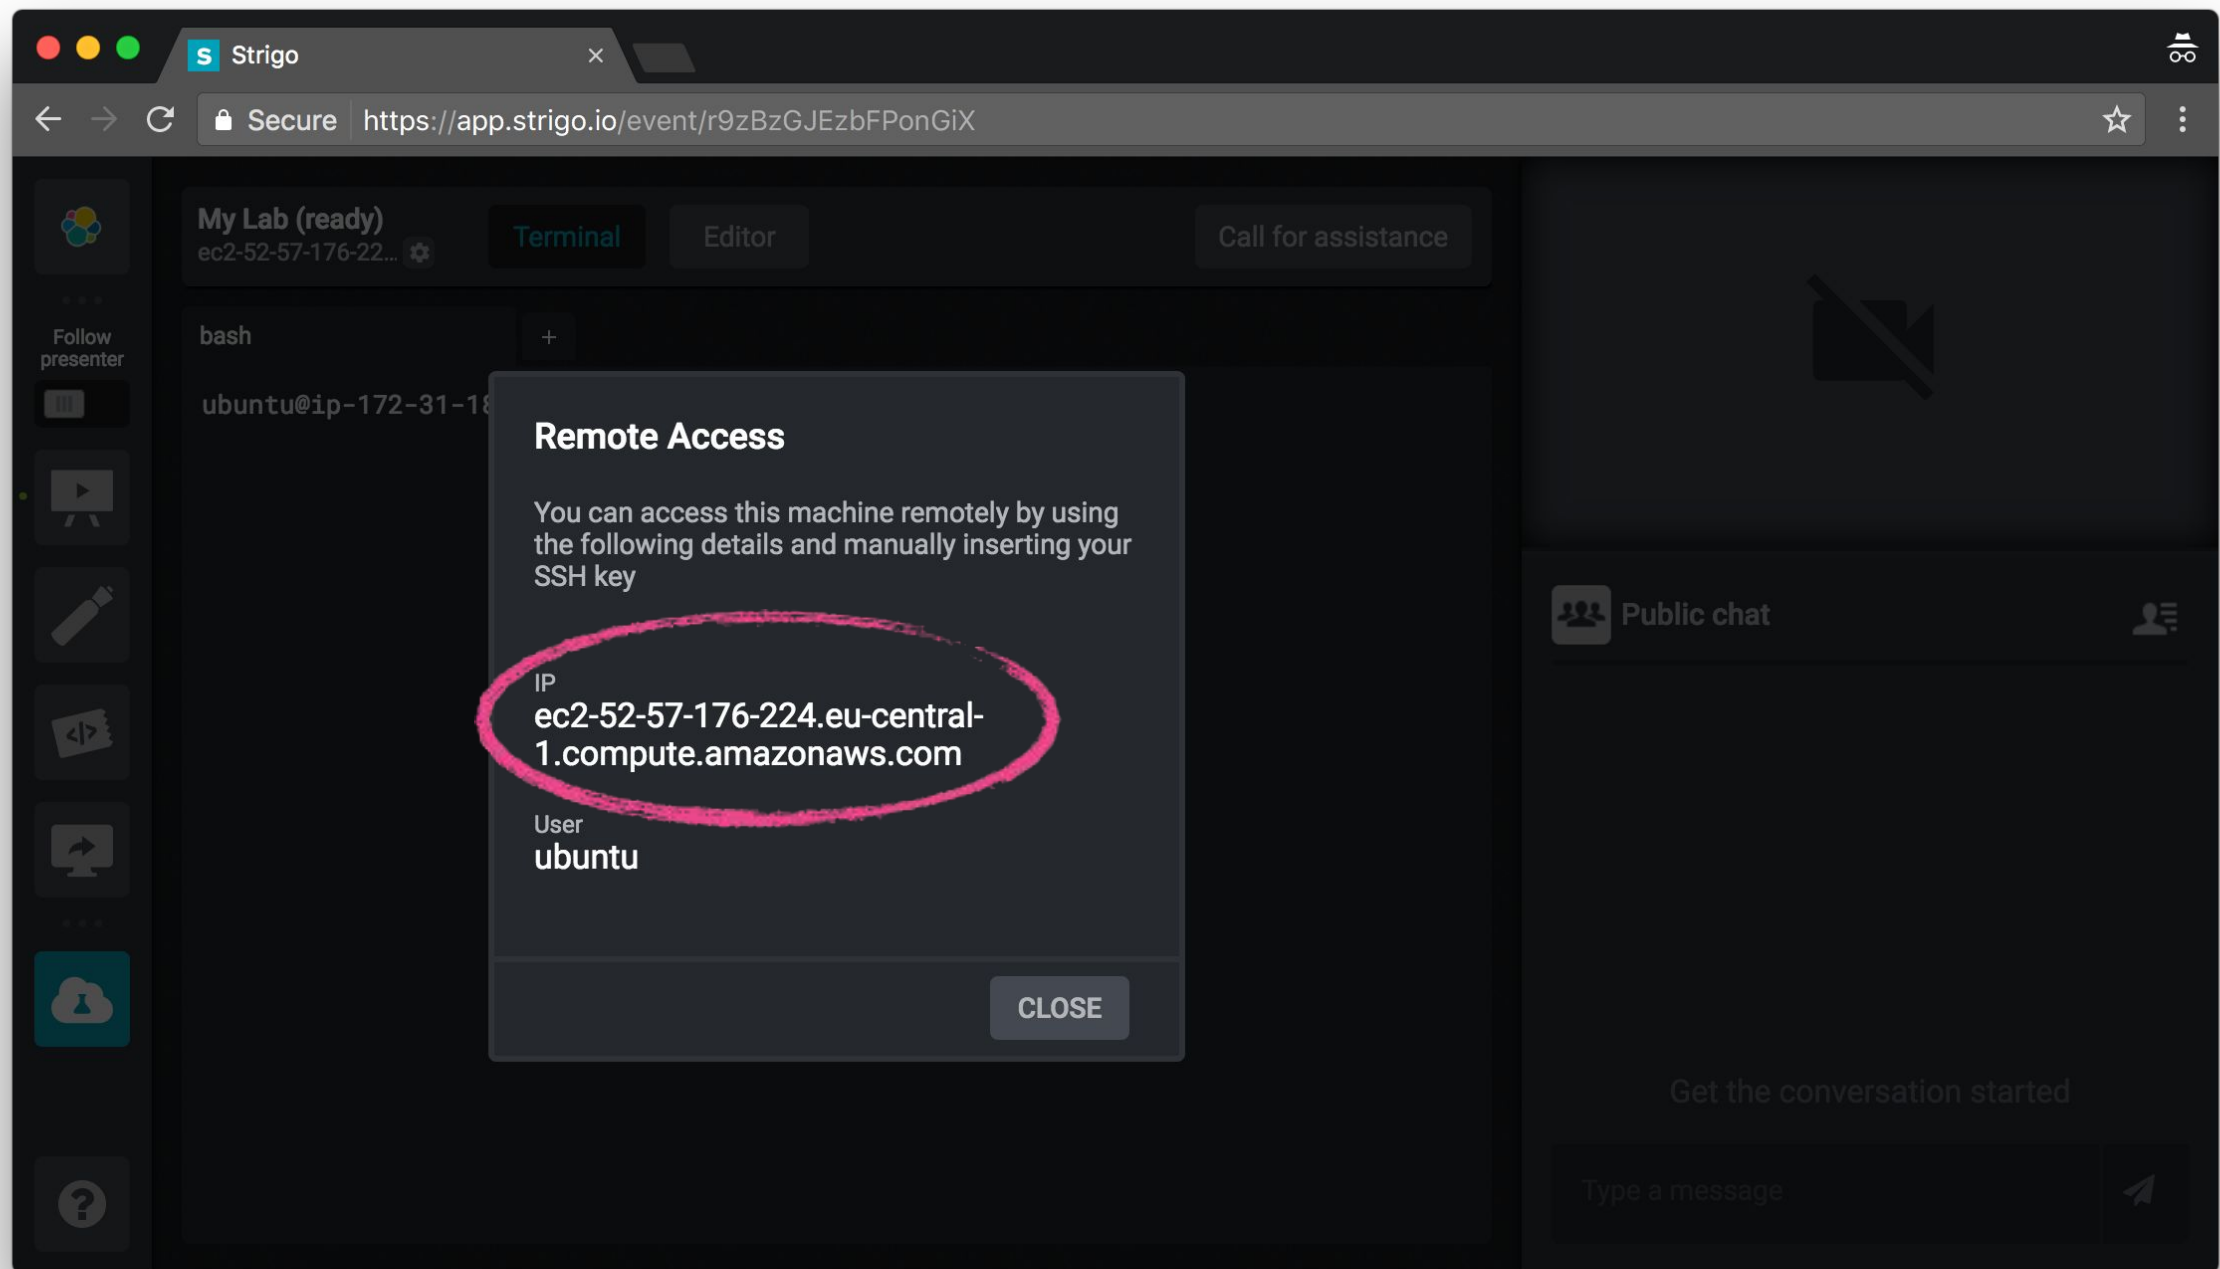 S Strigo
Secure https://app.strigo.io/event/r9zBzGJEzbFPonGiX
My Lab (ready)
ec2-52-57-176-22...
Terminal
Editor
Call for assistance
Follow
presenter
bash
+
ubuntu@ip-172-31-18
Remote Access
You can access this machine remotely by using
the following details and manually inserting your
SSH key
IP
ec2-52-57-176-224.eu-central-
1.compute.amazonaws.com
User
ubuntu
CLOSE
Public chat
Get the conversation started
Type a message